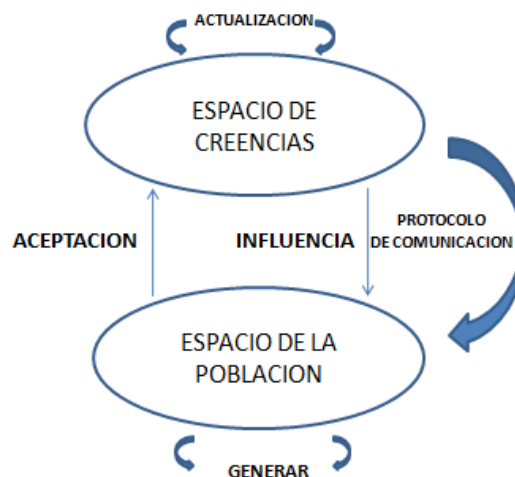 ACTUALIZACION
ESPACIO DE
CREENCIAS
ACEPTACION
INFLUENCIA
PROTOCOLO
DE COMUNICACION
ESPACIO DE LA
POBLACION
GENERAR